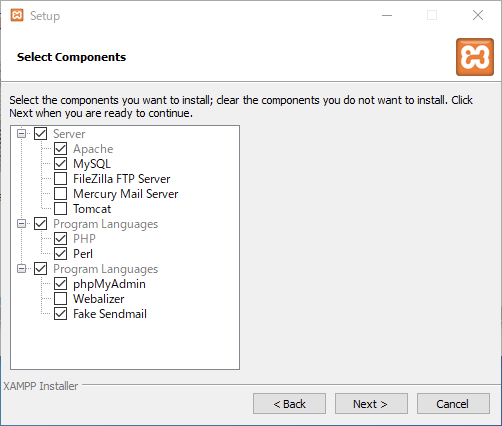 Setup
Select Components
Select the components you want to install; clear the components you do not want to install. Click
Next when you are ready to continue.
Server
Apache
MySQL
FileZilla FTP Server
Mercury Mail Server
Tomcat
Program Languages
PHP
Perl
Program Languages
phpMyAdmin
Webalizer
Fake Sendmail
XAMPP Installer
< Back
Next >
Cancel